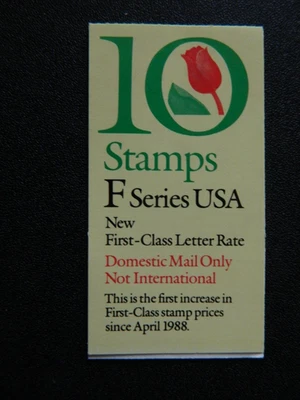 10
Stamps
F Series USA
New
First-Class Letter Rate
Domestic Mail Only
Not International
This is the first increase in
First-Class stamp prices
since April 1988.